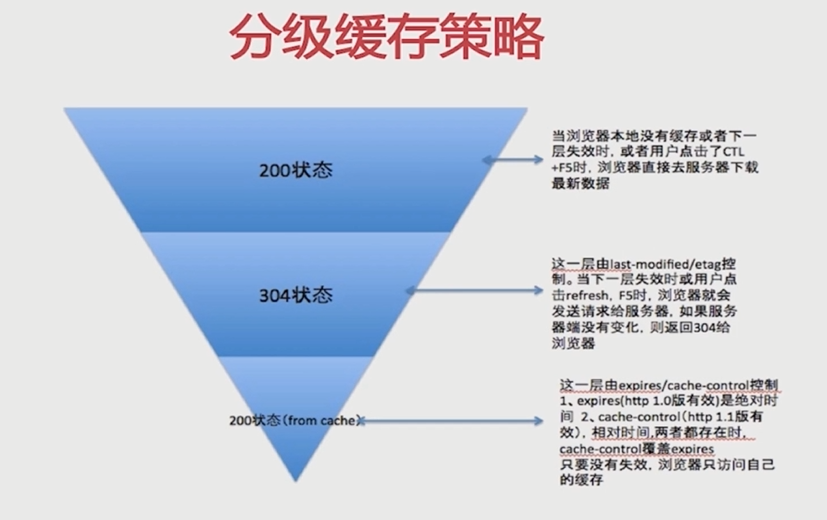 分级缓存策略
200状态
当浏览器本地没有缓存或者下一
层失效时，或者用户点击了CTL
+F5时，浏览器直接去服务器下载
最新数据
304状态
这一层由last-modified/etag控
制。当下一层失效时或用户点
击refresh，F5时，浏览器就会
发送请求给服务器，如果服务
器端没有变化，则返回304给
浏览器
200状态（from cache）
这一层由expires/cache-control控制
1、expires(http 1.0版有效)是绝对时
间 2、cache-control（http 1.1版有
效），相对时间,两者都存在时，
cache-control覆盖expires
只要没有失效，浏览器只访问自己
的缓存